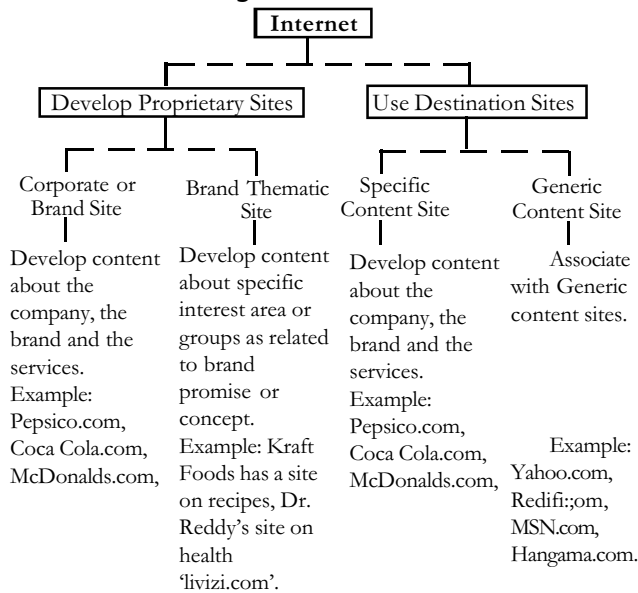 Internet
Develop Proprietary Sites
Use Destination Sites
Corporate or
Brand Site
Develop content
about the
company, the
brand and the
services.
Example:
Pepsico.com,
Coca Cola.com,
McDonalds.com,
Brand Thematic
Site
Develop content
about specific
interest area or
groups as related
to brand
promise or
concept.
Example: Kraft
Foods has a site
on recipes, Dr.
Reddy's site on
health
'livizi.com'.
Specific
Content Site
Develop content
about the
company, the
brand and the
services.
Example:
Pepsico.com,
Coca Cola.com,
McDonalds.com,
Generic
Content Site
Associate
with Generic
content sites.
Example:
Yahoo.com,
Redifi:;om,
MSN.com,
Hangama.com.